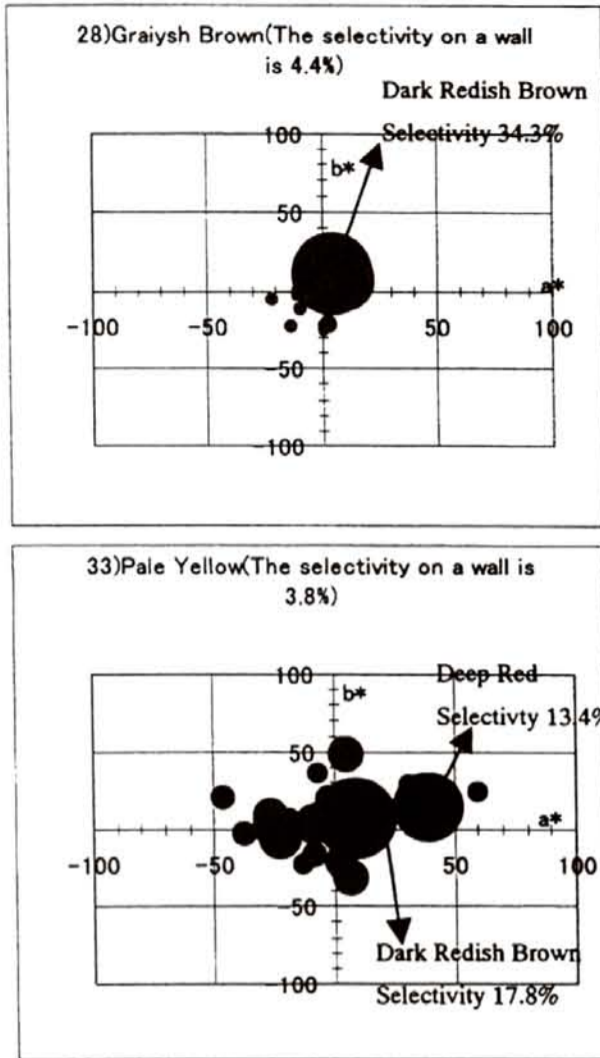 28)Graiysh Brown(The selectivity on a wall
is 4.4%)
Dark Redish Brown
Selectivity 34.3%
100
b*
50
a*
-100
-50
50
100
-50
-100
33)Pale Yellow(The selectivity on a wall is
3.8%)
Deep Red
Selectivty 13.4%
100
b*
50
a*
-100
-50
50
100
-50
-100
Dark Redish Brown
Selectivity 17.8%